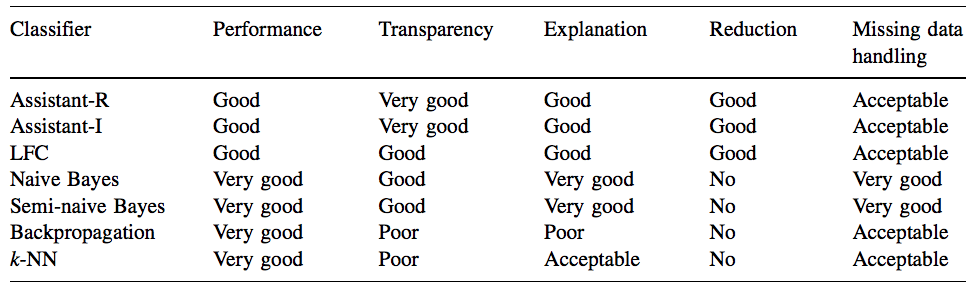 Classifier Performance Transparency Explanation Reduction Missing data
handling
Assistant-R Good Very good Good Good Acceptable
Assistant-I Good Very good Good Good Acceptable
LFC Good Good Good Good Acceptable
Naive Bayes Very good Good Very good No Very good
Semi-naive Bayes Very good Good Very good No Very good
Backpropagation Very good Poor Poor No Acceptable
k-NN Very good Poor Acceptable No Acceptable